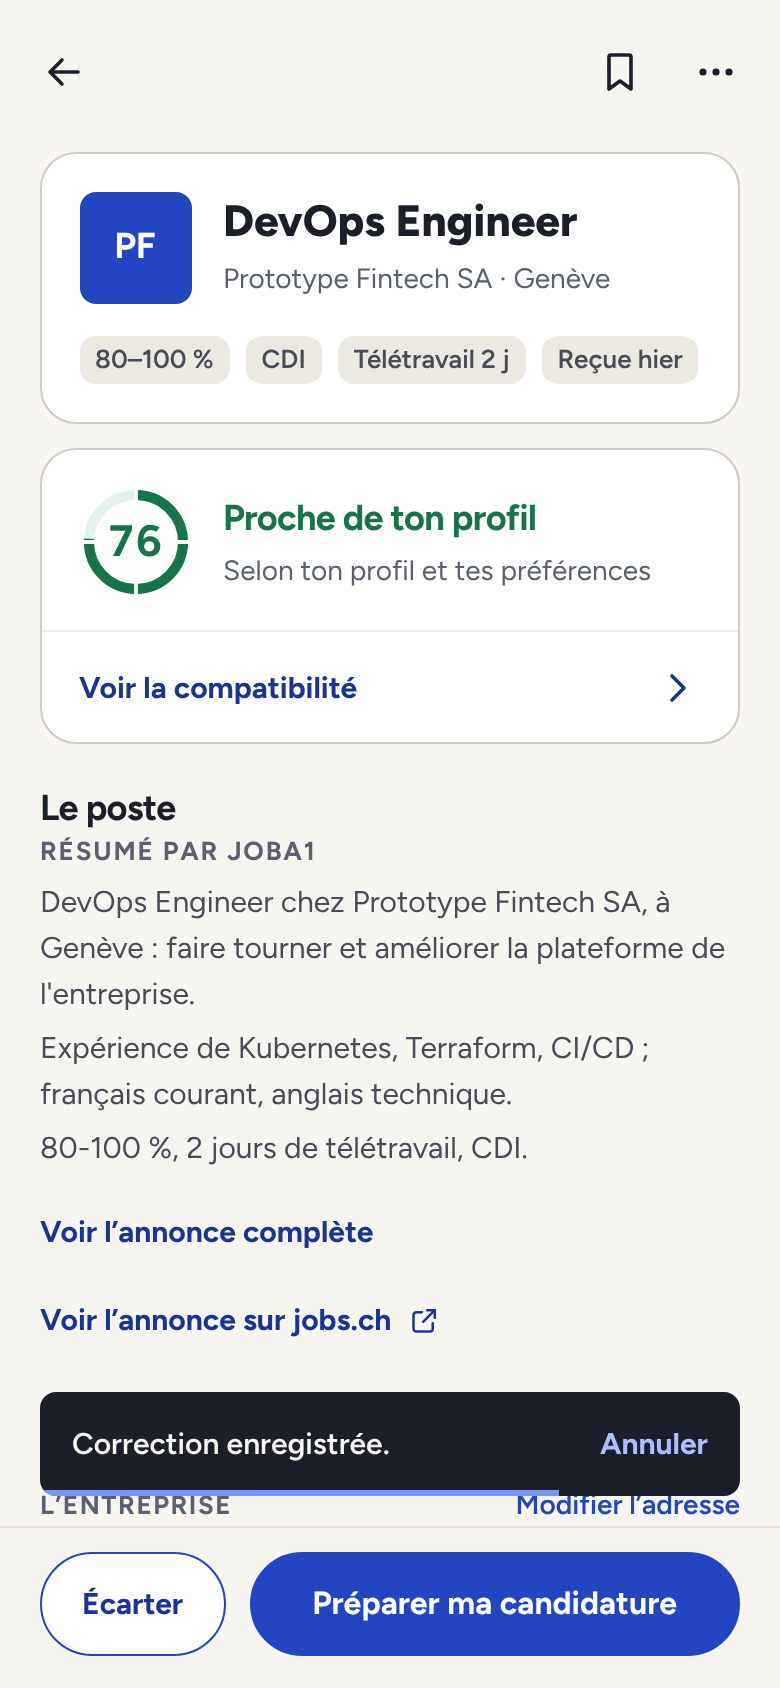 PF
DevOps Engineer
Prototype Fintech SA · Genève
80–100 %
CDI
Télétravail 2 j
Reçue hier
76
Proche de ton profil
Selon ton profil et tes préférences
Voir la compatibilité
Le poste
RÉSUMÉ PAR JOBA1
DevOps Engineer chez Prototype Fintech SA, à
Genève : faire tourner et améliorer la plateforme de
l'entreprise.
Expérience de Kubernetes, Terraform, CI/CD ;
français courant, anglais technique.
80-100 %, 2 jours de télétravail, CDI.
Voir l’annonce complète
Voir l’annonce sur jobs.ch
Correction enregistrée.
Annuler
L’ENTREPRISE
Modifier l’adresse
Écarter
Préparer ma candidature